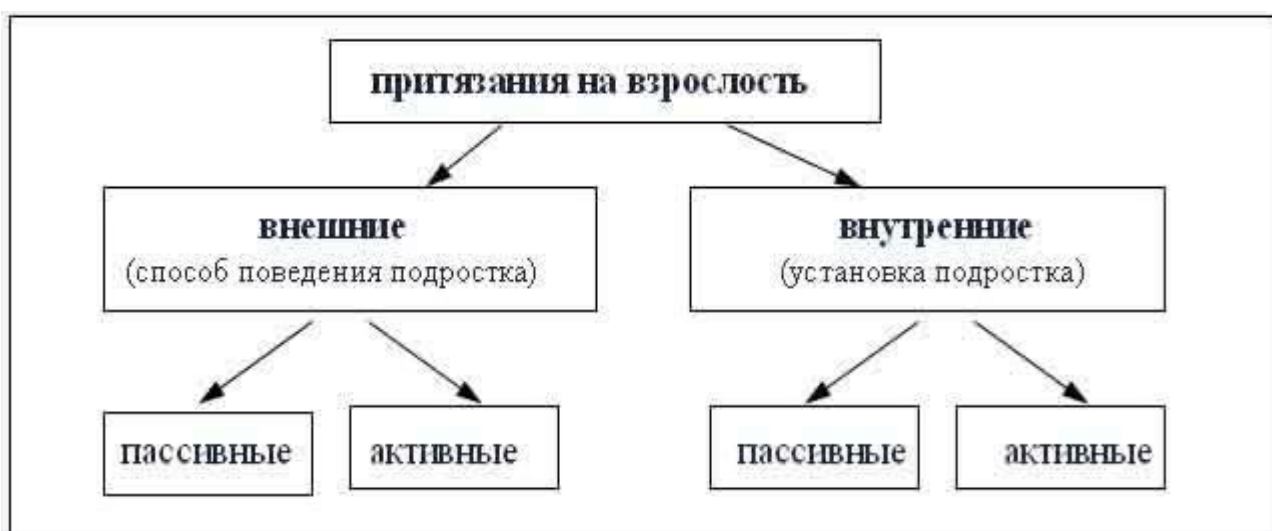 притязания на взрослость
внешние
(способ поведения подростка)
внутренние
(установка подростка)
пассивные
активные
пассивные
активные